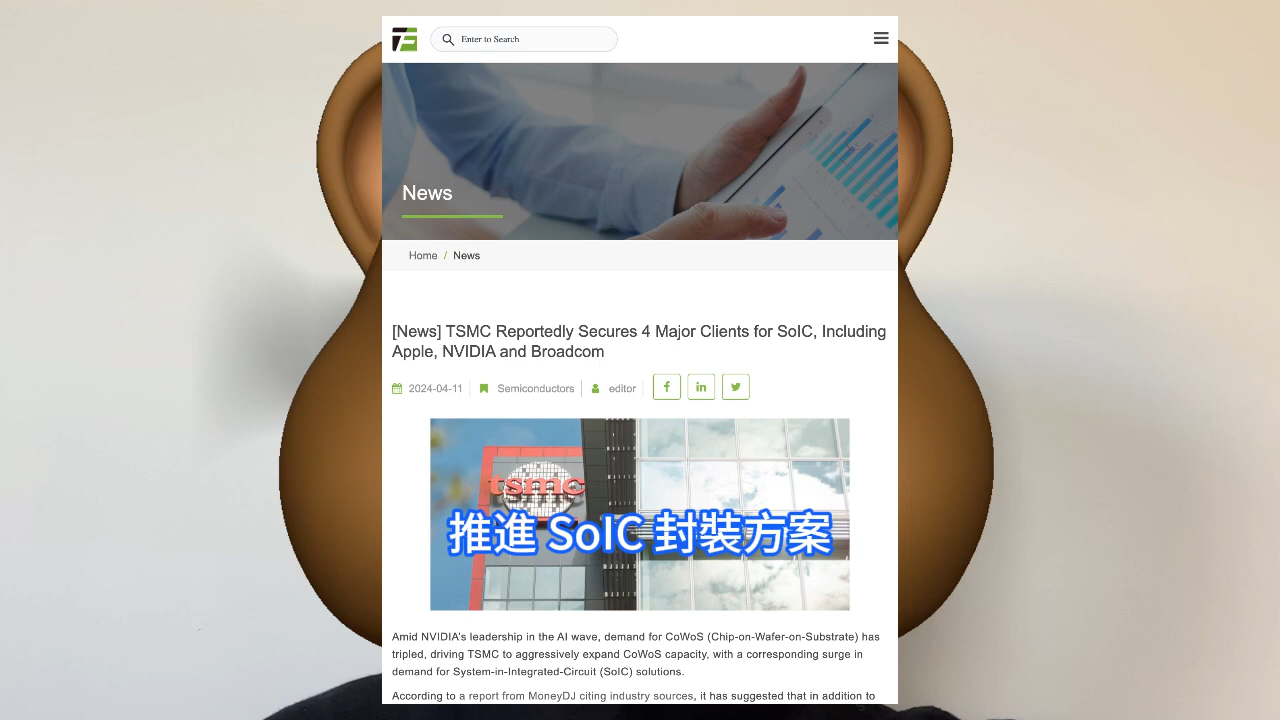 Enter to Search
News
Home / News
[News] TSMC Reportedly Secures 4 Major Clients for SoIC, Including
Apple, NVIDIA and Broadcom
2024-04-11
Semiconductors
editor
tsmc
推進 SoIC 封裝方案
Amid NVIDIA's leadership in the AI wave, demand for CoWoS (Chip-on-Wafer-on-Substrate) has
tripled, driving TSMC to aggressively expand CoWoS capacity, with a corresponding surge in
demand for System-in-Integrated-Circuit (SoIC) solutions.
According to a report from MoneyDJ citing industry sources, it has suggested that in addition to